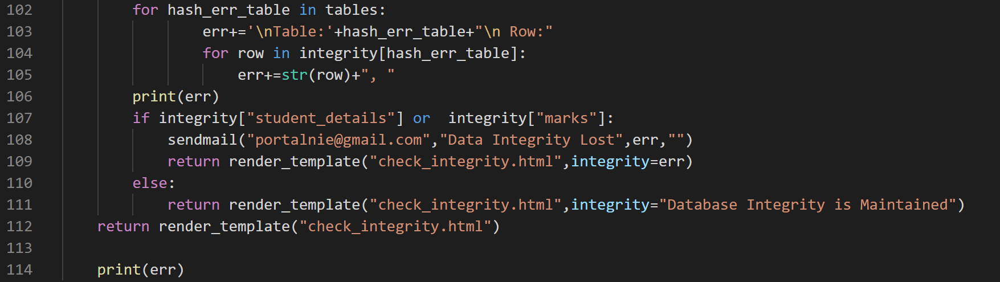 102 for hash_err_table in tables:
103 err+='\nTable:'+hash_err_table+"\n Row:"
104 for row in integrity[hash_err_table]:
105 err+=str(row)+", "
106 print(err)
107 if integrity["student_details"] or  integrity["marks"]:
108 sendmail("portalnie@gmail.com","Data Integrity Lost",err,"")
109 return render_template("check_integrity.html",integrity=err)
110 else:
111 return render_template("check_integrity.html",integrity="Database Integrity is Maintained")
112 return render_template("check_integrity.html")
113
114 print(err)